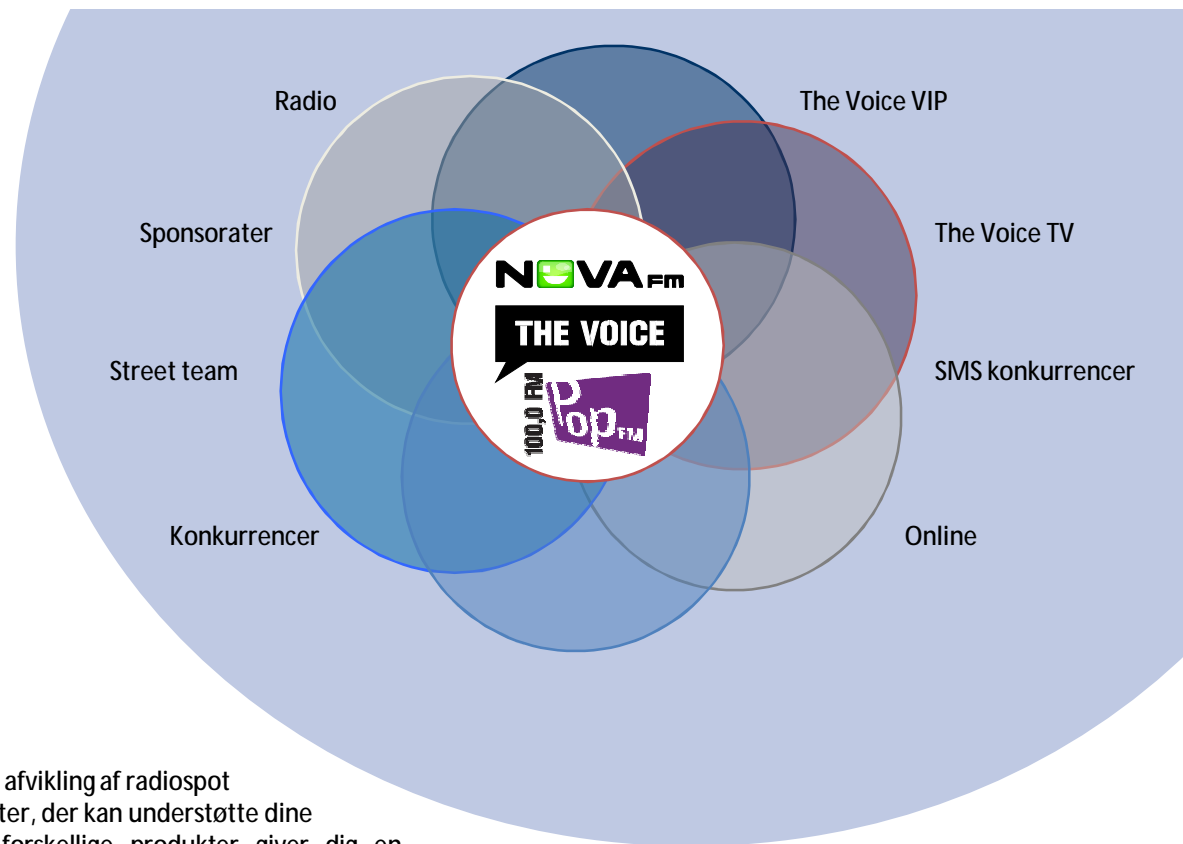 Radio
The Voice VIP
Sponsorater
The Voice TV
NOVA FM
THE VOICE
100,0 FM
Pop FM
Street team
SMS konkurrencer
Konkurrencer
Online
afvikling af radiospot
ter, der kan understøtte dine
forskellige produkter giver dig en